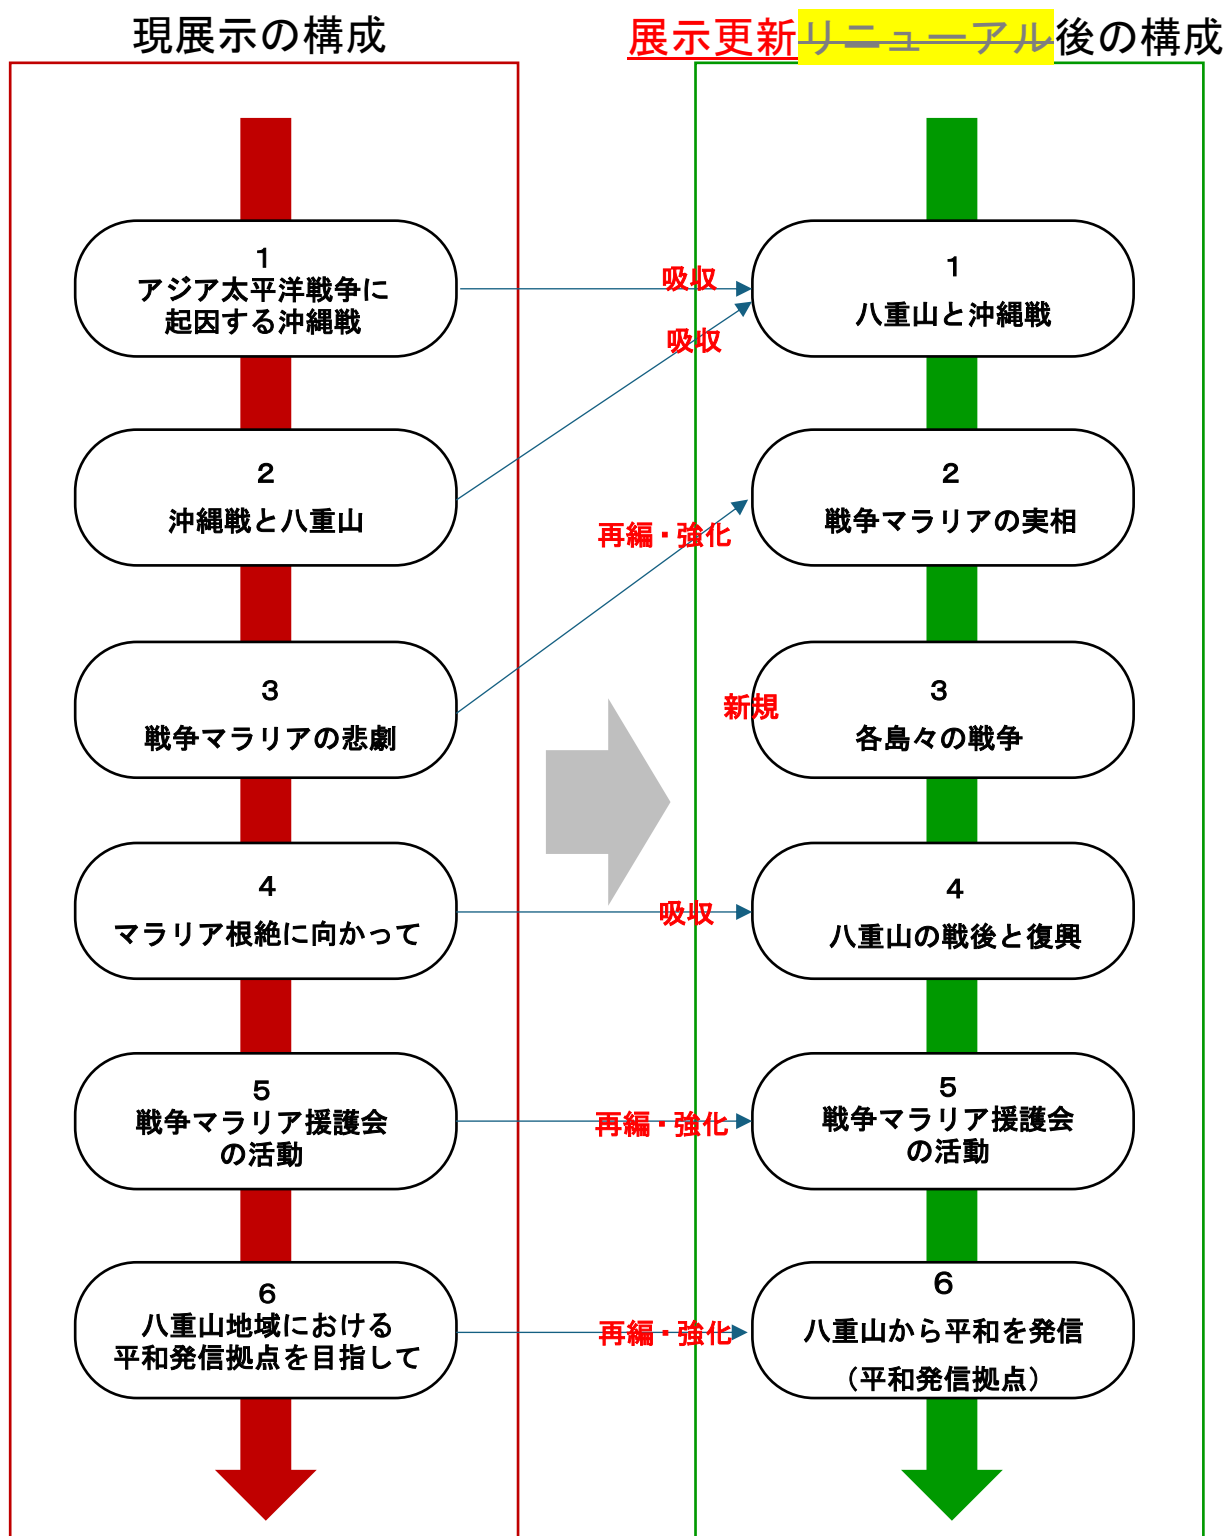 現展示の構成
展示更新リニューアル後の構成
1
アジア太平洋戦争に
起因する沖縄戦
吸収
1
八重山と沖縄戦
吸収
2
沖縄戦と八重山
2
戦争マラリアの実相
再編・強化
3
戦争マラリアの悲劇
新規
3
各島々の戦争
4
マラリア根絶に向かって
吸収
4
八重山の戦後と復興
5
戦争マラリア援護会
の活動
再編・強化
5
戦争マラリア援護会
の活動
6
八重山地域における
平和発信拠点を目指して
再編・強化
6
八重山から平和を発信
（平和発信拠点）